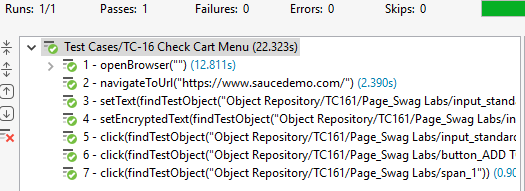 Runs: 1/1 Passes: 1 Failures: 0 Errors: 0 Skips: 0
Test Cases/TC-16 Check Cart Menu (22.323s)
1 - openBrowser("") (12.811s)
2 - navigateToUrl("https://www.saucedemo.com/") (2.390s)
3 - setText(findTestObject("Object Repository/TC161/Page_Swag Labs/input_stand
4 - setEncryptedText(findTestObject("Object Repository/TC161/Page_Swag Labs/in
5 - click(findTestObject("Object Repository/TC161/Page_Swag Labs/input_standar
6 - click(findTestObject("Object Repository/TC161/Page_Swag Labs/button_ADD T
7 - click(findTestObject("Object Repository/TC161/Page_Swag Labs/span_1")) (0.90